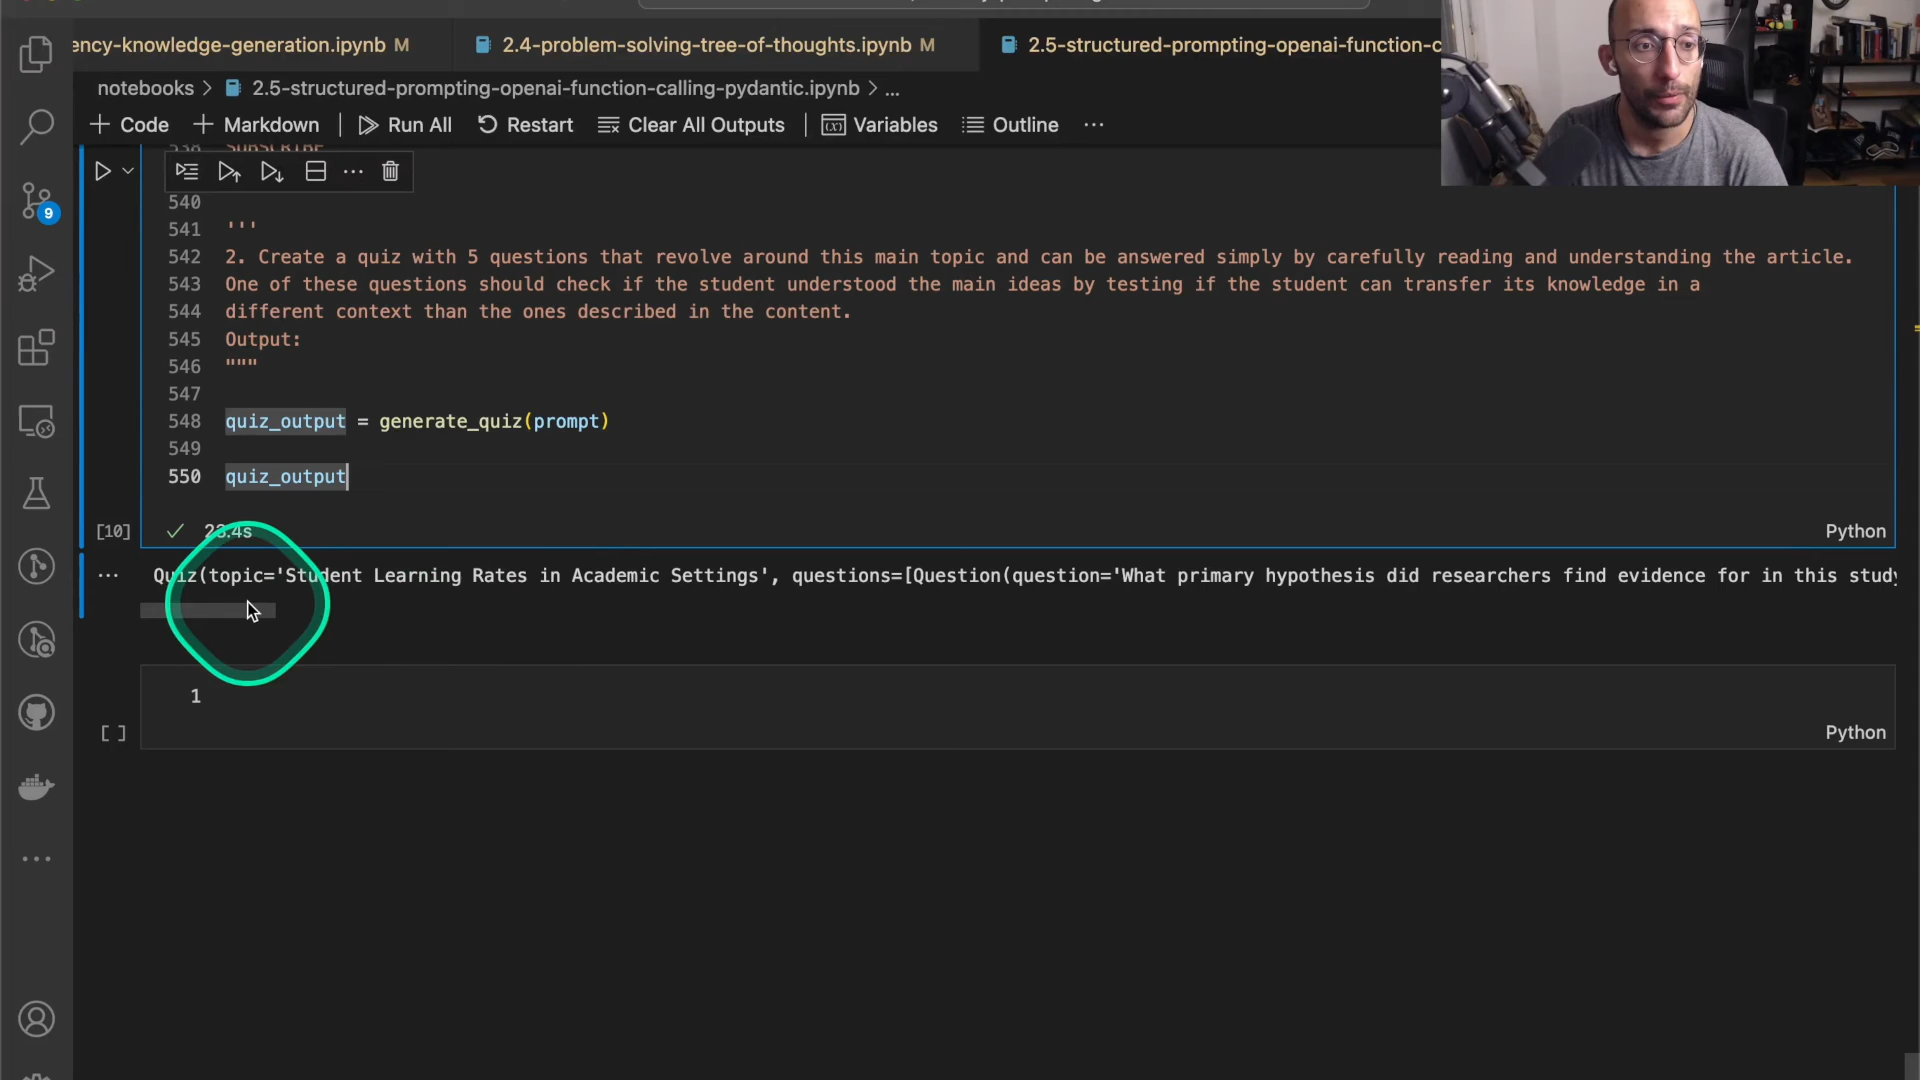 ency-knowledge-generation.ipynb M
2.4-problem-solving-tree-of-thoughts.ipynb M
2.5-structured-prompting-openai-function-c
notebooks > 2.5-structured-prompting-openai-function-calling-pydantic.ipynb > ...
+ Code + Markdown | Run All Restart Clear All Outputs | Variables Outline ...
538 SUBSCRIBE
540
541 '''
542 2. Create a quiz with 5 questions that revolve around this main topic and can be answered simply by carefully reading and understanding the article.
543 One of these questions should check if the student understood the main ideas by testing if the student can transfer its knowledge in a
544 different context than the ones described in the content.
545 Output:
546 """
547
548 quiz_output = generate_quiz(prompt)
549
550 quiz_output
[10] 23.4s Python
Quiz(topic='Student Learning Rates in Academic Settings', questions=[Question(question='What primary hypothesis did researchers find evidence for in this study
1
[ ] Python
9